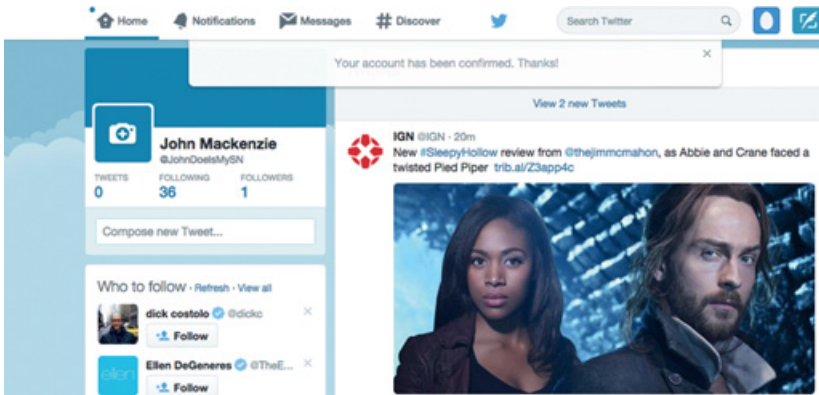 Home Notifications Messages # Discover Search Twitter
Your account has been confirmed. Thanks! ×
View 2 new Tweets
John Mackenzie
@JohnDoeIsMySN
TWEETS FOLLOWING FOLLOWERS
0 36 1
Compose new Tweet...
Who to follow · Refresh · View all
dick costolo @dickc ×
Follow
ellen
Ellen DeGeneres @TheE... ×
Follow
IGN @IGN · 20m
New #SleepyHollow review from @thejimmcmahon, as Abbie and Crane faced a
twisted Pied Piper trib.al/Z3app4c